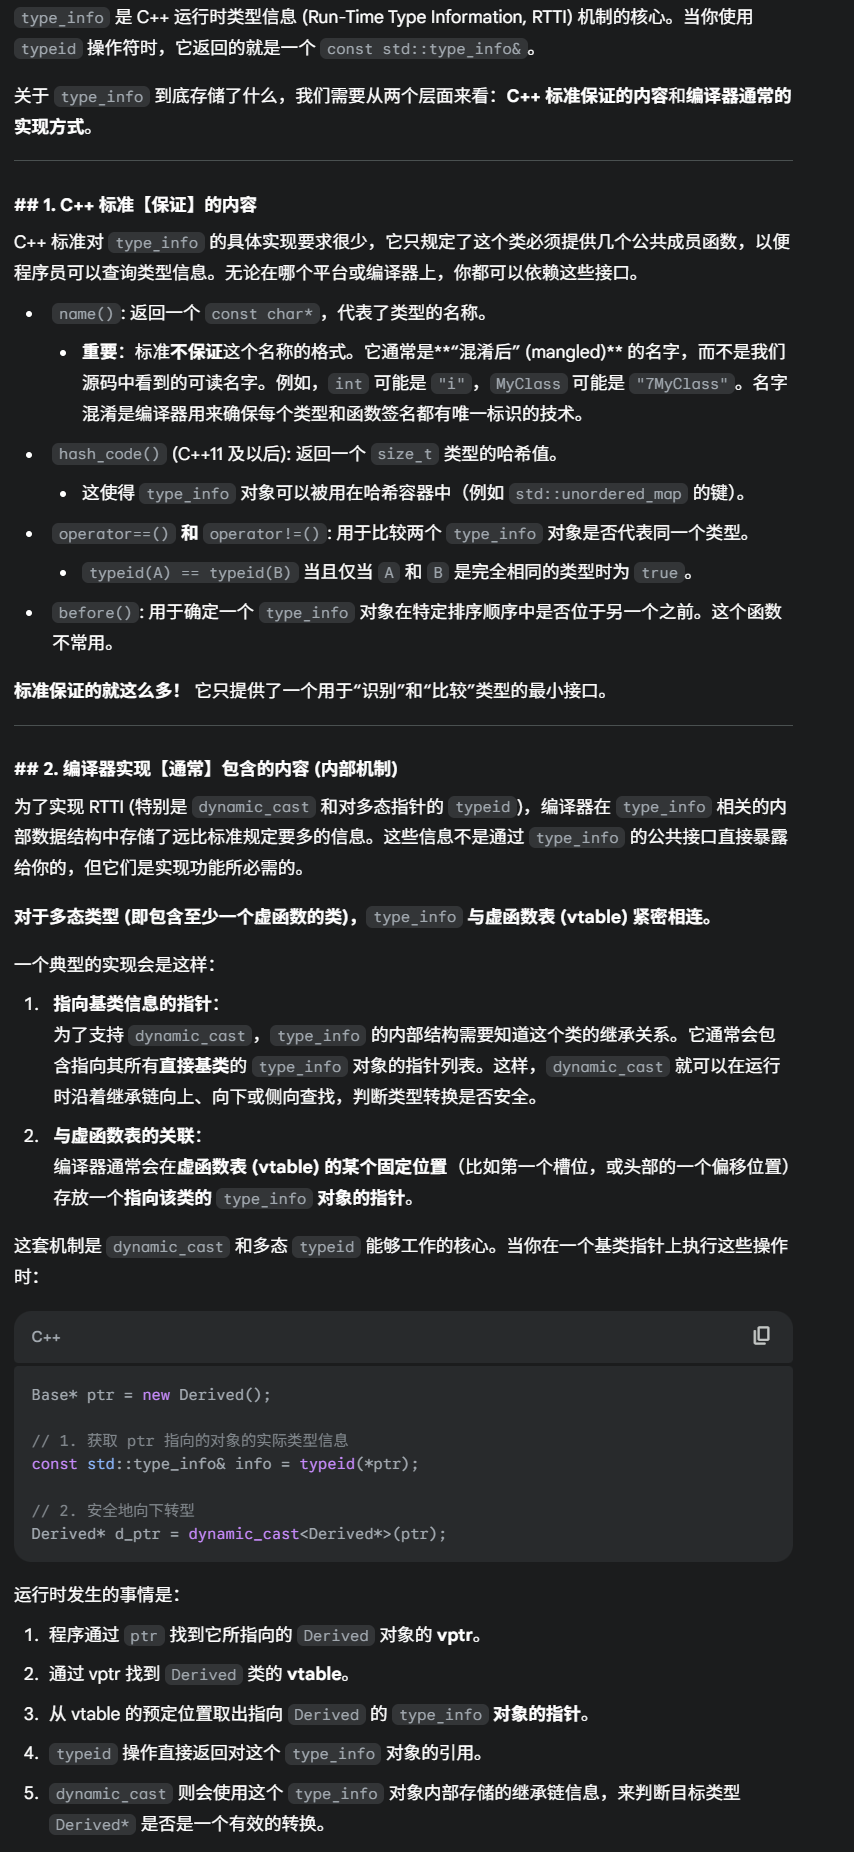 type_info 是 C++ 运行时类型信息 (Run-Time Type Information, RTTI) 机制的核心。当你使用
typeid 操作符时，它返回的就是一个 const std::type_info& 。
关于 type_info 到底存储了什么，我们需要从两个层面来看：C++ 标准保证的内容和编译器通常的
实现方式。
## 1. C++ 标准【保证】的内容
C++ 标准对 type_info 的具体实现要求很少，它只规定了这个类必须提供几个公共成员函数，以便
程序员可以查询类型信息。无论在哪个平台或编译器上，你都可以依赖这些接口。
• name() : 返回一个 const char* ，代表了类型的名称。
• 重要：标准不保证这个名称的格式。它通常是**“混淆后” (mangled)** 的名字，而不是我们
源码中看到的可读名字。例如， int 可能是 "i" ， MyClass 可能是 "7MyClass" 。名字
混淆是编译器用来确保每个类型和函数签名都有唯一标识的技术。
• hash_code() (C++11 及以后): 返回一个 size_t 类型的哈希值。
• 这使得 type_info 对象可以被用在哈希容器中（例如 std::unordered_map 的键）。
• operator==() 和 operator!=() : 用于比较两个 type_info 对象是否代表同一个类型。
• typeid(A) == typeid(B) 当且仅当 A 和 B 是完全相同的类型时为 true 。
• before() : 用于确定一个 type_info 对象在特定排序顺序中是否位于另一个之前。这个函数
不常用。
标准保证的就这么多！ 它只提供了一个用于“识别”和“比较”类型的最小接口。
## 2. 编译器实现【通常】包含的内容 (内部机制)
为了实现 RTTI (特别是 dynamic_cast 和对多态指针的 typeid )，编译器在 type_info 相关的内
部数据结构中存储了远比标准规定要多的信息。这些信息不是通过 type_info 的公共接口直接暴露
给你的，但它们是实现功能所必需的。
对于多态类型 (即包含至少一个虚函数的类)， type_info 与虚函数表 (vtable) 紧密相连。
一个典型的实现会是这样：
1. 指向基类信息的指针：
为了支持 dynamic_cast ， type_info 的内部结构需要知道这个类的继承关系。它通常会包
含指向其所有直接基类的 type_info 对象的指针列表。这样， dynamic_cast 就可以在运行
时沿着继承链向上、向下或侧向查找，判断类型转换是否安全。
2. 与虚函数表的关联：
编译器通常会在虚函数表 (vtable) 的某个固定位置（比如第一个槽位，或头部的一个偏移位置）
存放一个指向该类的 type_info 对象的指针。
这套机制是 dynamic_cast 和多态 typeid 能够工作的核心。当你在一个基类指针上执行这些操作
时：
C++
Base* ptr = new Derived();
// 1. 获取 ptr 指向的对象的实际类型信息
const std::type_info& info = typeid(*ptr);
// 2. 安全地向下转型
Derived* d_ptr = dynamic_cast<Derived*>(ptr);
运行时发生的事情是：
1. 程序通过 ptr 找到它所指向的 Derived 对象的 vptr。
2. 通过 vptr 找到 Derived 类的 vtable。
3. 从 vtable 的预定位置取出指向 Derived 的 type_info 对象的指针。
4. typeid 操作直接返回对这个 type_info 对象的引用。
5. dynamic_cast 则会使用这个 type_info 对象内部存储的继承链信息，来判断目标类型
Derived* 是否是一个有效的转换。